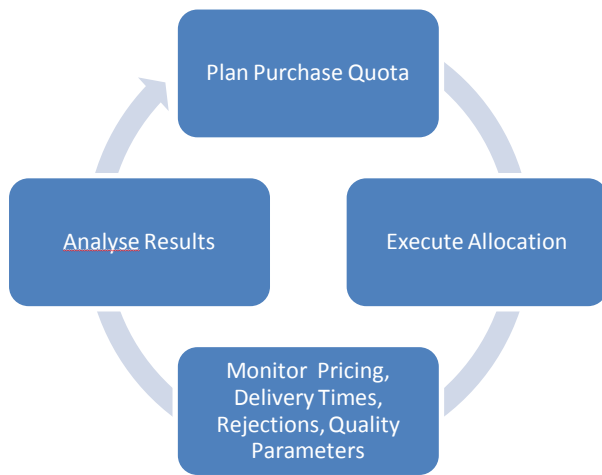 Plan Purchase Quota
Execute Allocation
Monitor Pricing,
Delivery Times,
Rejections, Quality
Parameters
Analyse Results